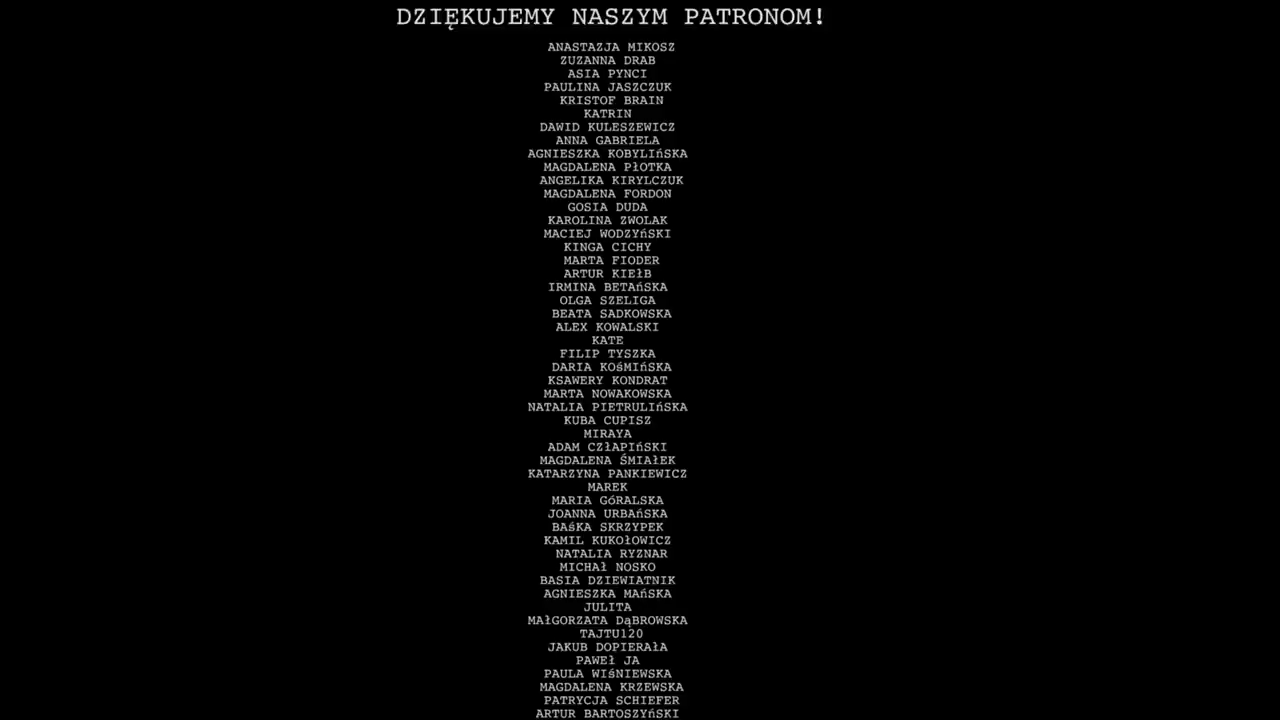 DZIĘKUJEMY NASZYM PATRONOM!
ANASTAZJA MIKOSZ
ZUZANNA DRAB
ASIA PYNCI
PAULINA JASZCZUK
KRISTOF BRAIN
KATRIN
DAWID KULESZEWICZ
ANNA GABRIELA
AGNIESZKA KOBYLIńSKA
MAGDALENA PłOTKA
ANGELIKA KIRYLCZUK
MAGDALENA FORDON
GOSIA DUDA
KAROLINA ZWOLAK
MACIEJ WODZYńSKI
KINGA CICHY
MARTA FIODER
ARTUR KIEłB
IRMINA BETAńSKA
OLGA SZELIGA
BEATA SADKOWSKA
ALEX KOWALSKI
KATE
FILIP TYSZKA
DARIA KOśMIńSKA
KSAWERY KONDRAT
MARTA NOWAKOWSKA
NATALIA PIETRULIńSKA
KUBA CUPISZ
MIRAYA
ADAM CZłAPIńSKI
MAGDALENA ŚMIAłEK
KATARZYNA PANKIEWICZ
MAREK
MARIA GóRALSKA
JOANNA URBAńSKA
BAśKA SKRZYPEK
KAMIL KUKOłOWICZ
NATALIA RYZNAR
MICHAł NOSKO
BASIA DZIEWIATNIK
AGNIESZKA MAńSKA
JULITA
MAłGORZATA DąBROWSKA
TAJTU120
JAKUB DOPIERAłA
PAWEł JA
PAULA WIśNIEWSKA
MAGDALENA KRZEWSKA
PATRYCJA SCHIEFER
ARTUR BARTOSZYńSKI